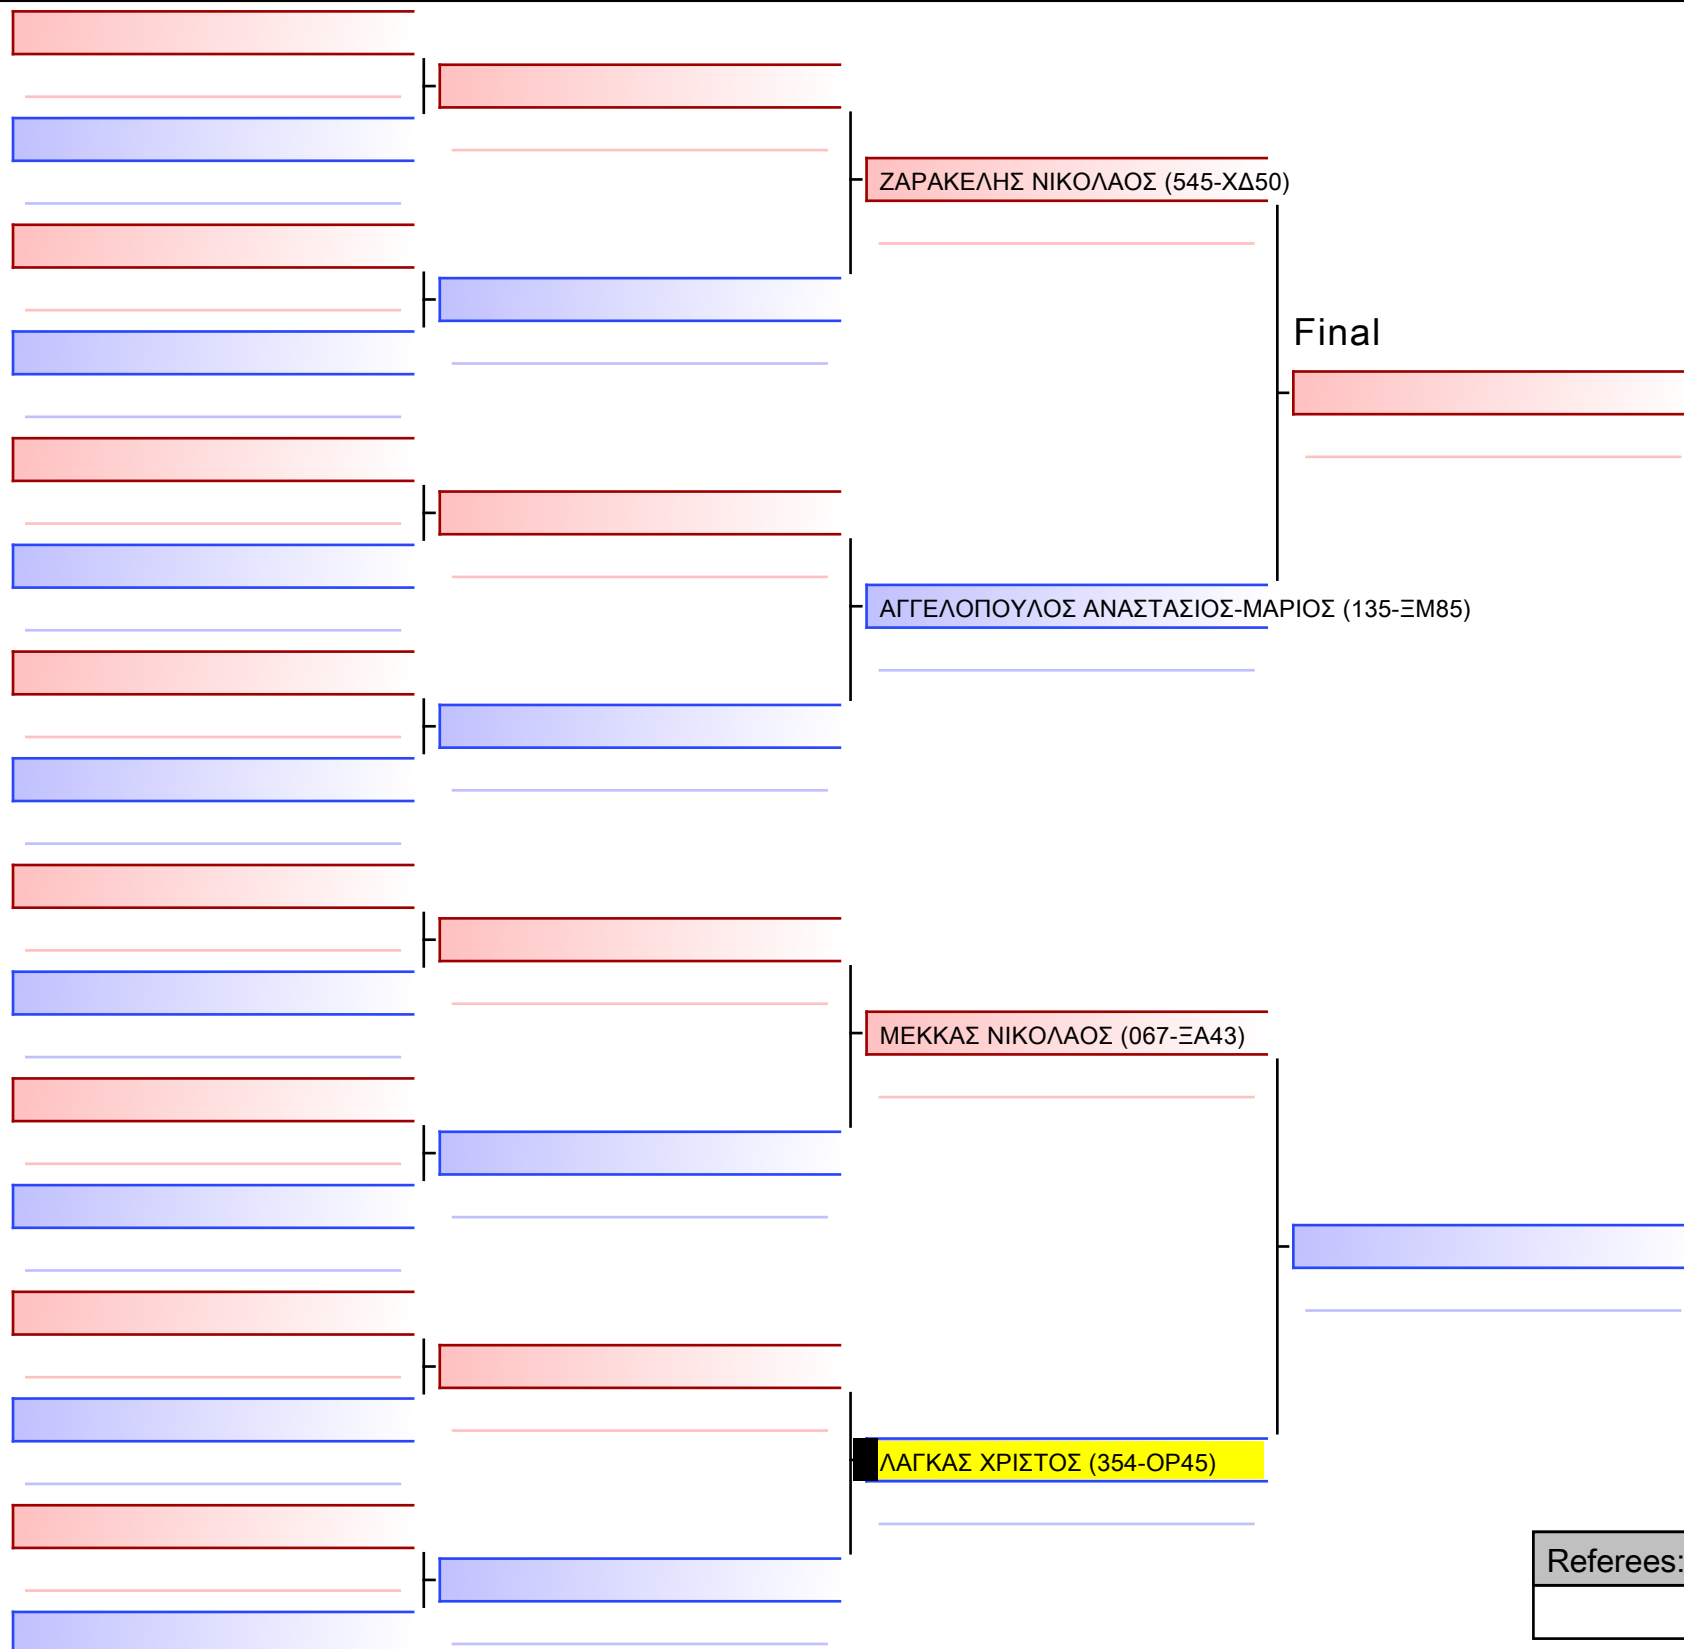 ΖΑΡΑΚΕΛΗΣ ΝΙΚΟΛΑΟΣ (545-ΧΔ50)
Final
ΑΓΓΕΛΟΠΟΥΛΟΣ ΑΝΑΣΤΑΣΙΟΣ-ΜΑΡΙΟΣ (135-ΞΜ85)
ΜΕΚΚΑΣ ΝΙΚΟΛΑΟΣ (067-ΞΑ43)
ΛΑΓΚΑΣ ΧΡΙΣΤΟΣ (354-ΟΡ45)
Referees: